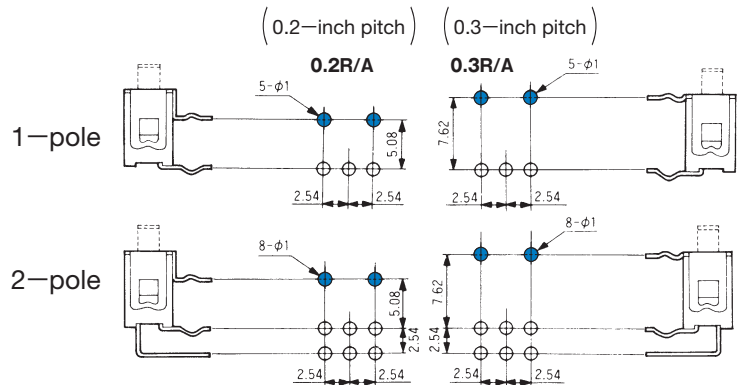 (0.2—inch pitch) (0.3—inch pitch)
0.2R/A 0.3R/A
5-φ1 5-φ1
1—pole
5.08 7.62
2.54 2.54 2.54 2.54
8-φ1 8-φ1
2—pole
5.08 7.62
2.54 2.54
2.54 2.54 2.54 2.54